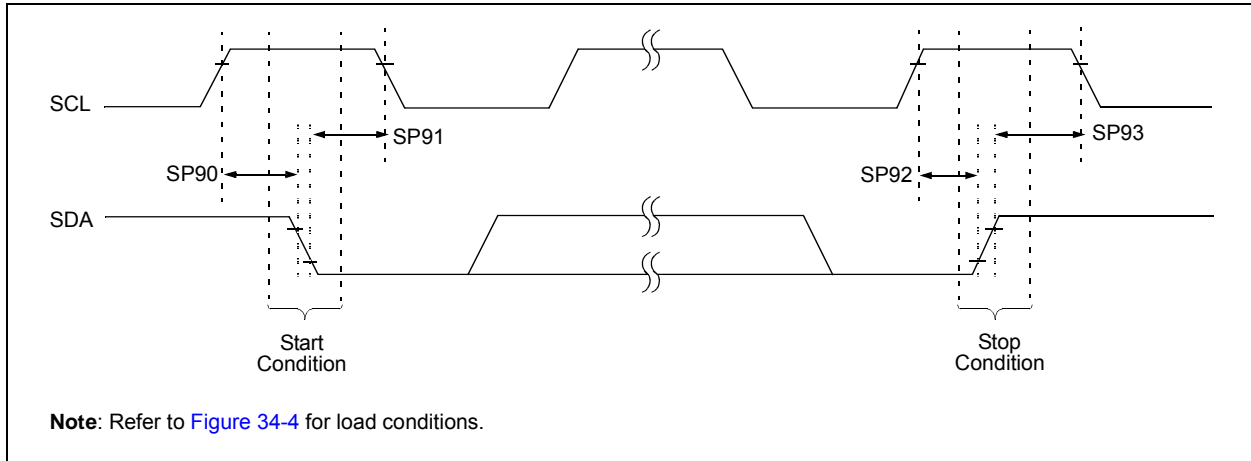 SCL
SP91
SP93
SP90
SP92
SDA
Start
Condition
Stop
Condition
Note: Refer to Figure 34-4 for load conditions.